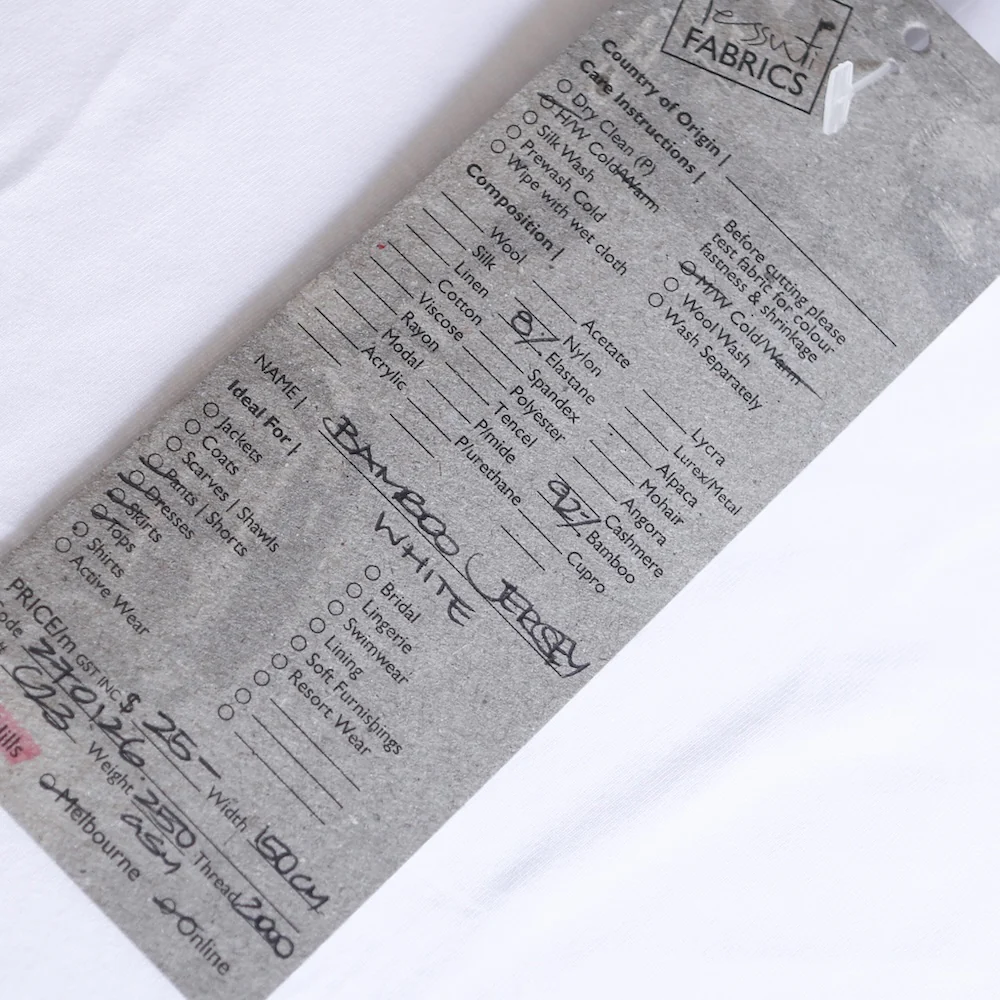 Tessuti
FABRICS
Country of Origin |
Care Instructions |
Dry Clean (P)
H/W Cold/Warm
Silk Wash
Prewash Cold
Wipe with wet cloth
Before cutting please
test fabric for colour
fastness & shrinkage
M/W Cold/Warm
Wool Wash
Wash Separately
Composition |
Wool
Silk
Linen
Cotton
Viscose
Rayon
Modal
Acrylic
Acetate
Nylon
8% Elastane
Spandex
Polyester
Tencel
P/mide
P/urethane
Lycra
Lurex/Metal
Alpaca
Mohair
Angora
Cashmere
92% Bamboo
Cupro
NAME | BAMBOO JERSEY
WHITE
Ideal For |
Jackets
Coats
Scarves | Shawls
Pants | Shorts
Dresses
Skirts
Tops
Shirts
Active Wear
Bridal
Lingerie
Swimwear
Lining
Soft Furnishings
Resort Wear
PRICE/m GST INC $ 25- Width 150CM
Code 270126 Weight 250 GSM Thread 2000
023
Melbourne
Online